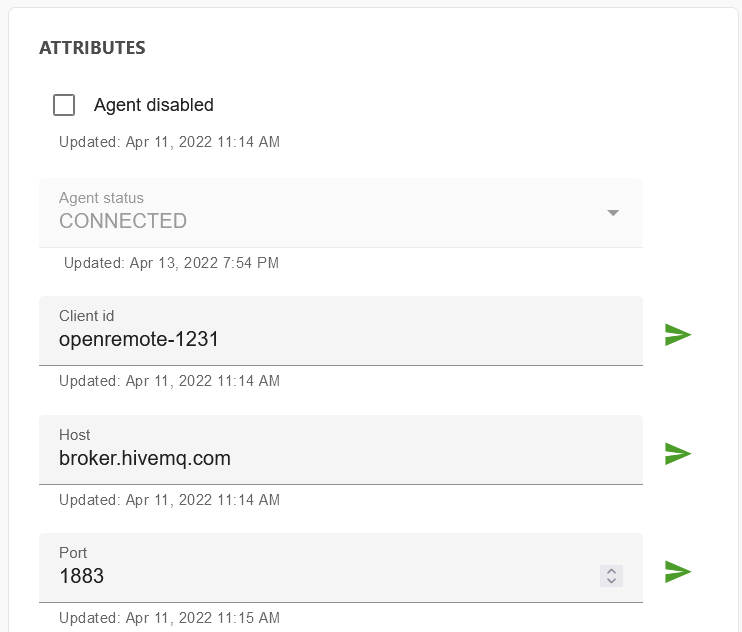 ATTRIBUTES
Agent disabled
Updated: Apr 11, 2022 11:14 AM
Agent status
CONNECTED
Updated: Apr 13, 2022 7:54 PM
Client id
openremote-1231
Updated: Apr 11, 2022 11:14 AM
Host
broker.hivemq.com
Updated: Apr 11, 2022 11:14 AM
Port
1883
Updated: Apr 11, 2022 11:15 AM